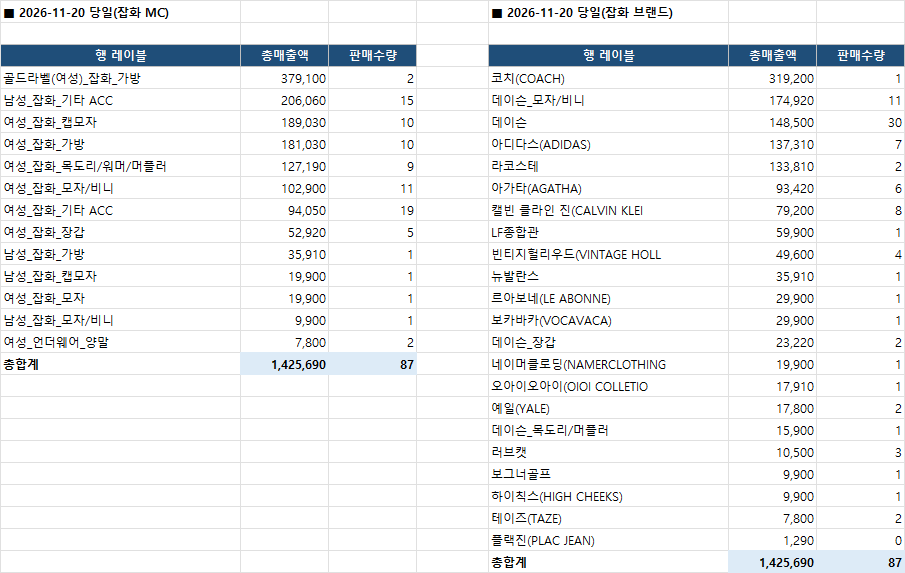 ■ 2026-11-20 당일(잡화 MC)
행 레이블 총매출액 판매수량
골드라벨(여성)_잡화_가방 379,100 2
남성_잡화_기타 ACC 206,060 15
여성_잡화_캡모자 189,030 10
여성_잡화_가방 181,030 10
여성_잡화_목도리/워머/머플러 127,190 9
여성_잡화_모자/비니 102,900 11
여성_잡화_기타 ACC 94,050 19
여성_잡화_장갑 52,920 5
남성_잡화_가방 35,910 1
남성_잡화_캡모자 19,900 1
여성_잡화_모자 19,900 1
남성_잡화_모자/비니 9,900 1
여성_언더웨어_양말 7,800 2
총합계 1,425,690 87
■ 2026-11-20 당일(잡화 브랜드)
행 레이블 총매출액 판매수량
코치(COACH) 319,200 1
데이슨_모자/비니 174,920 11
데이슨 148,500 30
아디다스(ADIDAS) 137,310 7
라코스테 133,810 2
아가타(AGATHA) 93,420 6
캘빈 클라인 진(CALVIN KLEI 79,200 8
LF종합관 59,900 1
빈티지헐리우드(VINTAGE HOLL 49,600 4
뉴발란스 35,910 1
르아보네(LE ABONNE) 29,900 1
보카바카(VOCAVACA) 29,900 1
데이슨_장갑 23,220 2
네이머클로딩(NAMERCLOTHING 19,900 1
오아이오아이(OIOI COLLETIO 17,910 1
예일(YALE) 17,800 2
데이슨_목도리/머플러 15,900 1
러브캣 10,500 3
보그너골프 9,900 1
하이칙스(HIGH CHEEKS) 9,900 1
테이즈(TAZE) 7,800 2
플랙진(PLAC JEAN) 1,290 0
총합계 1,425,690 87